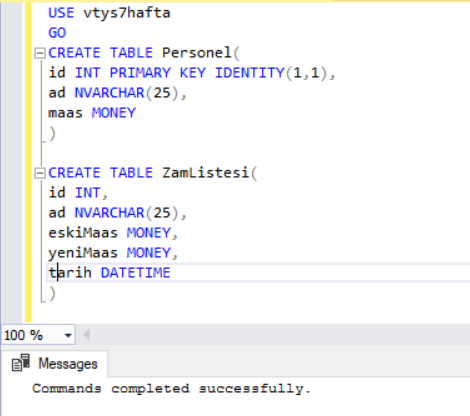 USE vtys7hafta
GO
CREATE TABLE Personel(
id INT PRIMARY KEY IDENTITY(1,1),
ad NVARCHAR(25),
maas MONEY
)
CREATE TABLE ZamListesi(
id INT,
ad NVARCHAR(25),
eskiMaas MONEY,
yeniMaas MONEY,
tarih DATETIME
)
100 %
Messages
Commands completed successfully.